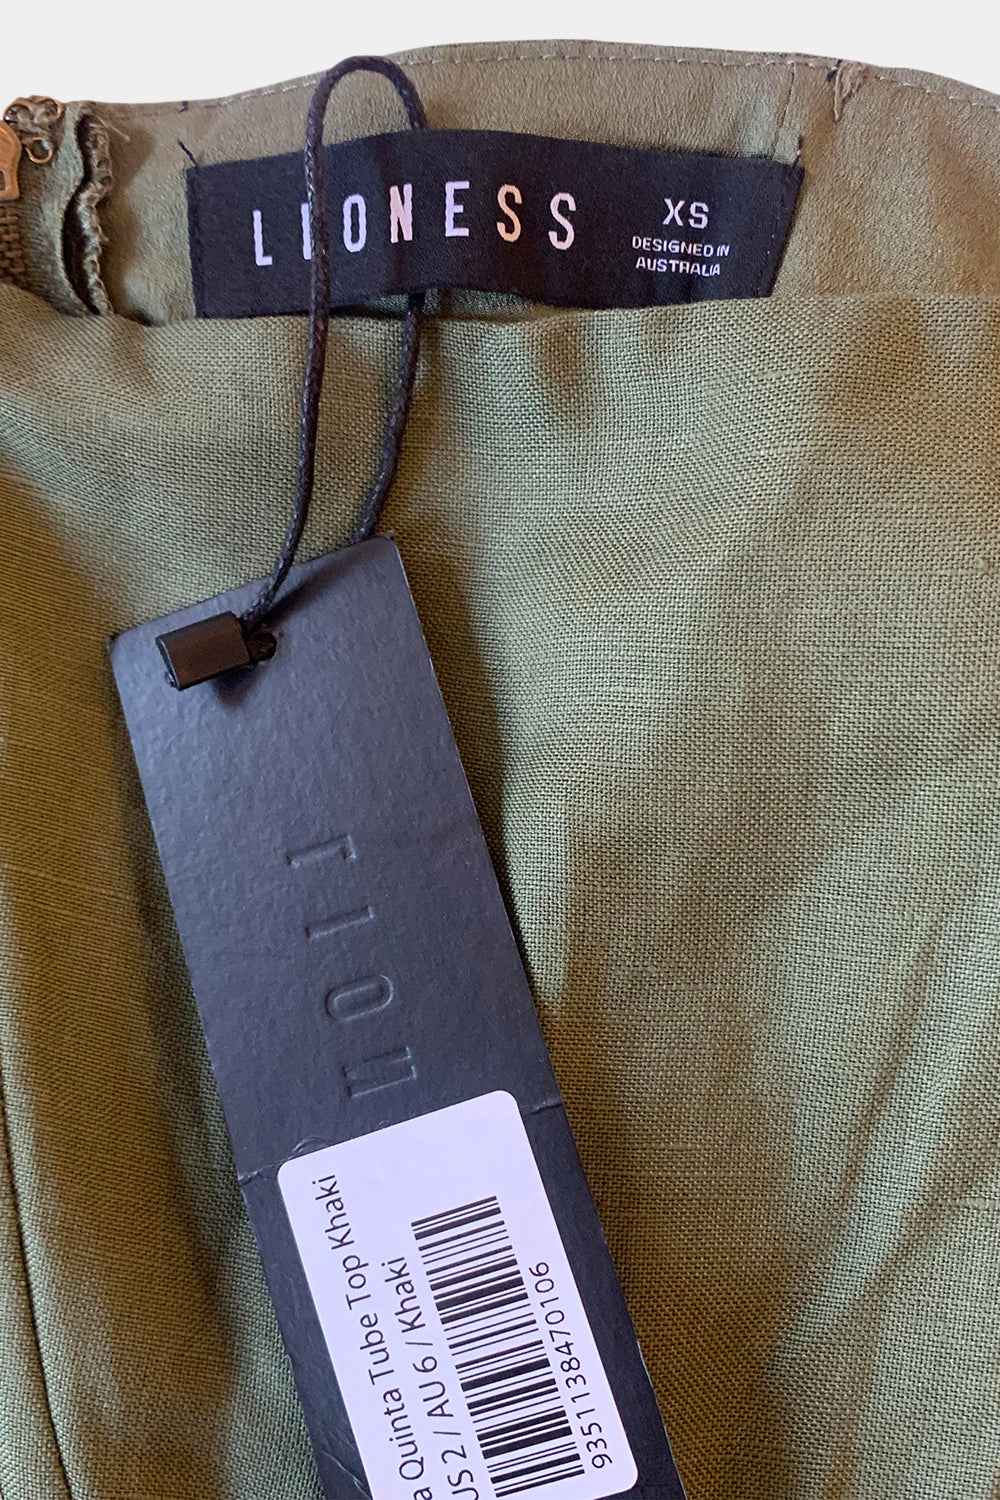 LIONESS
XS
DESIGNED IN
AUSTRALIA
LION
a Quinta Tube Top Khaki
US 2 / AU 6 / Khaki
9351138470106